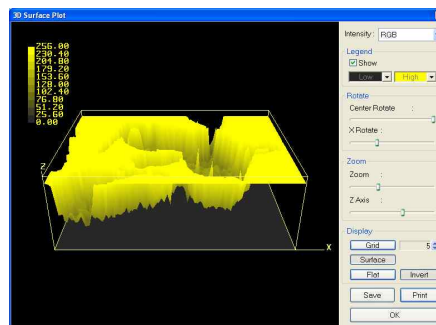 3D Surface Plot
256.00
230.40
204.80
179.20
153.60
128.00
102.40
76.80
51.20
25.60
0.00
Z
X
Intensity: RGB
Legend
Show
Low High
Rotate
Center Rotate :
X Rotate :
Zoom
Zoom :
Z Axis :
Display
Grid 5
Surface
Flat Invert
Save Print
OK